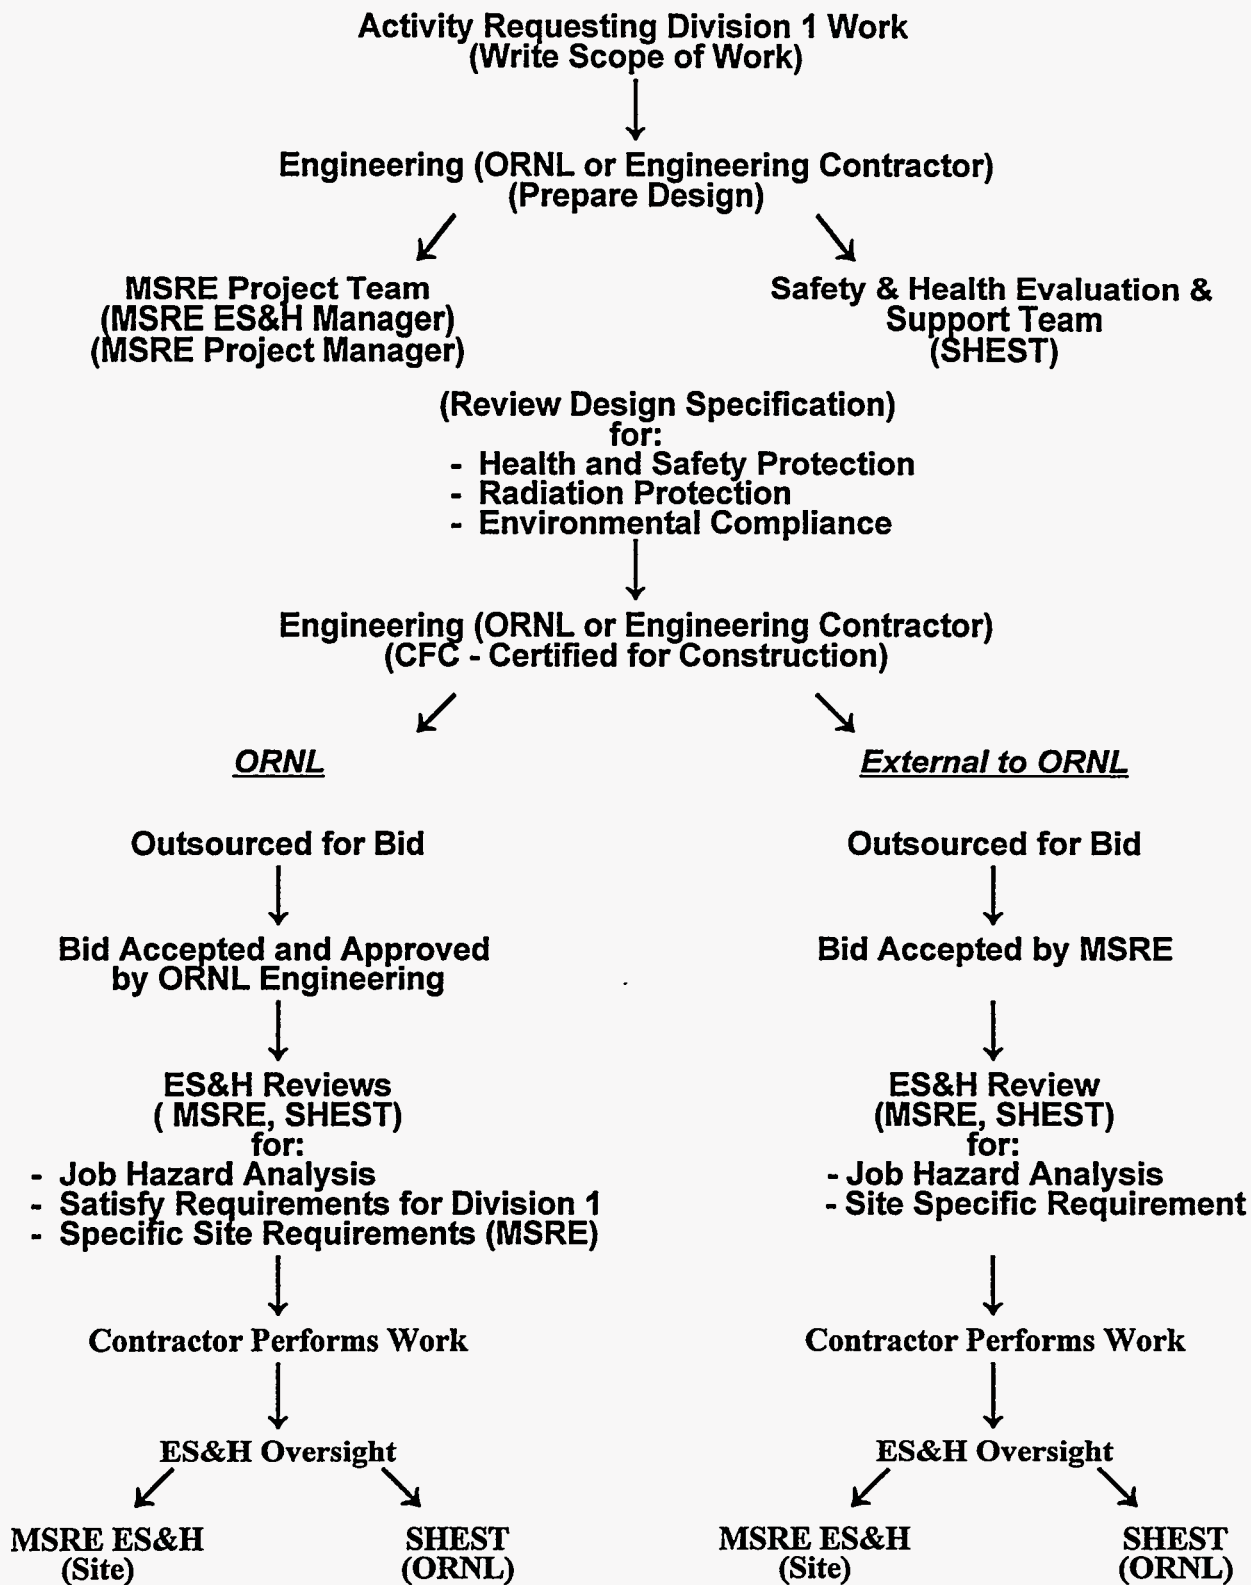 Activity Requesting Division 1 Work
(Write Scope of Work)
Engineering (ORNL or Engineering Contractor)
(Prepare Design)
MSRE Project Team
(MSRE ES&H Manager)
(MSRE Project Manager)
Safety & Health Evaluation &
Support Team
(SHEST)
(Review Design Specification)
for:
- Health and Safety Protection
- Radiation Protection
- Environmental Compliance
Engineering (ORNL or Engineering Contractor)
(CFC - Certified for Construction)
ORNL
Outsourced for Bid
Bid Accepted and Approved
by ORNL Engineering
ES&H Reviews
( MSRE, SHEST)
for:
- Job Hazard Analysis
- Satisfy Requirements for Division 1
- Specific Site Requirements (MSRE)
Contractor Performs Work
ES&H Oversight
MSRE ES&H
(Site)
SHEST
(ORNL)
External to ORNL
Outsourced for Bid
Bid Accepted by MSRE
ES&H Review
(MSRE, SHEST)
for:
- Job Hazard Analysis
- Site Specific Requirement
Contractor Performs Work
ES&H Oversight
MSRE ES&H
(Site)
SHEST
(ORNL)